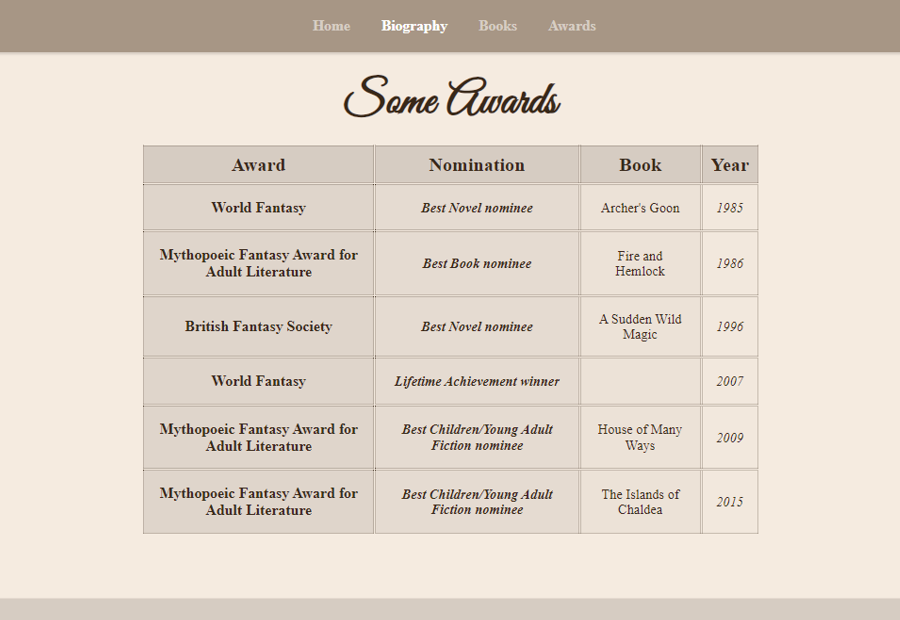 Home Biography Books Awards
Some Awards
Award Nomination Book Year
World Fantasy Best Novel nominee Archer's Goon 1985
Mythopoeic Fantasy Award for
Adult Literature
Best Book nominee
Fire and
Hemlock
1986
British Fantasy Society
Best Novel nominee
A Sudden Wild
Magic
1996
World Fantasy Lifetime Achievement winner 2007
Mythopoeic Fantasy Award for
Adult Literature
Best Children/Young Adult
Fiction nominee
House of Many
Ways
2009
Mythopoeic Fantasy Award for
Adult Literature
Best Children/Young Adult
Fiction nominee
The Islands of
Chaldea
2015